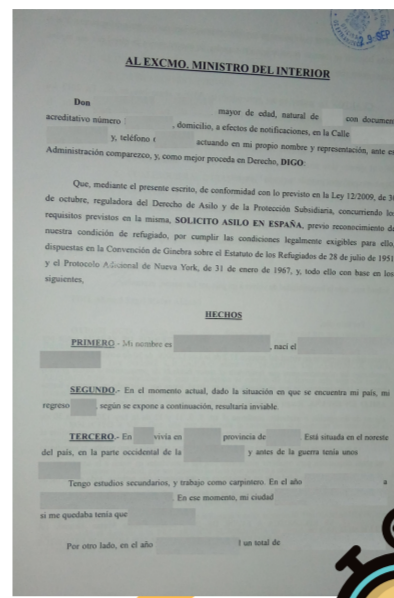 AL EXCMO. MINISTRO DEL INTERIOR
Don
mayor de edad, natural de con documen
acreditativo número , domicilio, a efectos de notificaciones, en la Calle
y, teléfono actuando en mi propio nombre y representación, ante es
Administración comparezco, y, como mejor proceda en Derecho, DIGO:
Que, mediante el presente escrito, de conformidad con lo previsto en la Ley 12/2009, de 3
de octubre, reguladora del Derecho de Asilo y de la Protección Subsidiaria, concurriendo lo
requisitos previstos en la misma, SOLICITO ASILO EN ESPAÑA, previo reconocimiento de
nuestra condición de refugiado, por cumplir las condiciones legalmente exigibles para ello
dispuestas en la Convención de Ginebra sobre el Estatuto de los Refugiados de 28 de julio de 1951
y el Protocolo Adicional de Nueva York, de 31 de enero de 1967, y, todo ello con base en los
siguientes,
HECHOS
PRIMERO.- Mi nombre es , nací el
SEGUNDO.- En el momento actual, dado la situación en que se encuentra mi país, mi
regreso , según se expone a continuación, resultaría inviable.
TERCERO.- En vivía en provincia de . Está situada en el noreste
del país, en la parte occidental de la y antes de la guerra tenía unos
Tengo estudios secundarios, y trabajo como carpintero. En el año a
. En ese momento, mi ciudad
si me quedaba tenía que
Por otro lado, en el año un total de